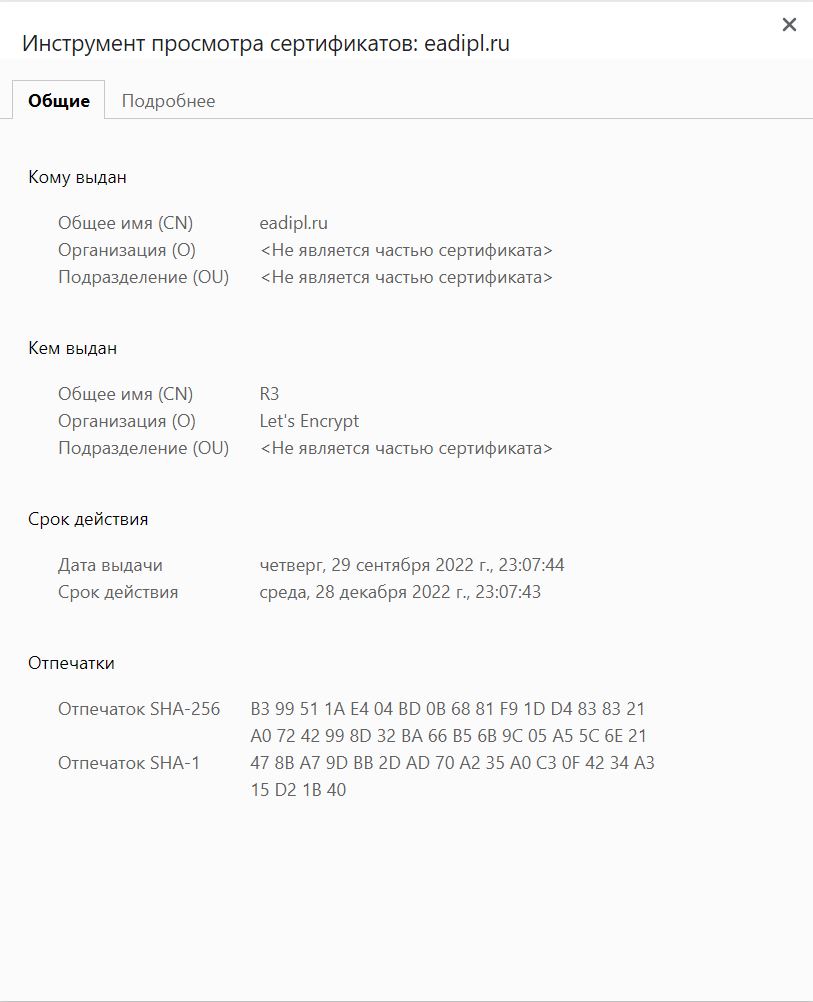 Инструмент просмотра сертификатов: eadipl.ru
Общие Подробнее
Кому выдан
Общее имя (CN) eadipl.ru
Организация (O) <Не является частью сертификата>
Подразделение (OU) <Не является частью сертификата>
Кем выдан
Общее имя (CN) R3
Организация (O) Let's Encrypt
Подразделение (OU) <Не является частью сертификата>
Срок действия
Дата выдачи четверг, 29 сентября 2022 г., 23:07:44
Срок действия среда, 28 декабря 2022 г., 23:07:43
Отпечатки
Отпечаток SHA-256 B3 99 51 1A E4 04 BD 0B 68 81 F9 1D D4 83 83 21
A0 72 42 99 8D 32 BA 66 B5 6B 9C 05 A5 5C 6E 21
Отпечаток SHA-1 47 8B A7 9D BB 2D AD 70 A2 35 A0 C3 0F 42 34 A3
15 D2 1B 40